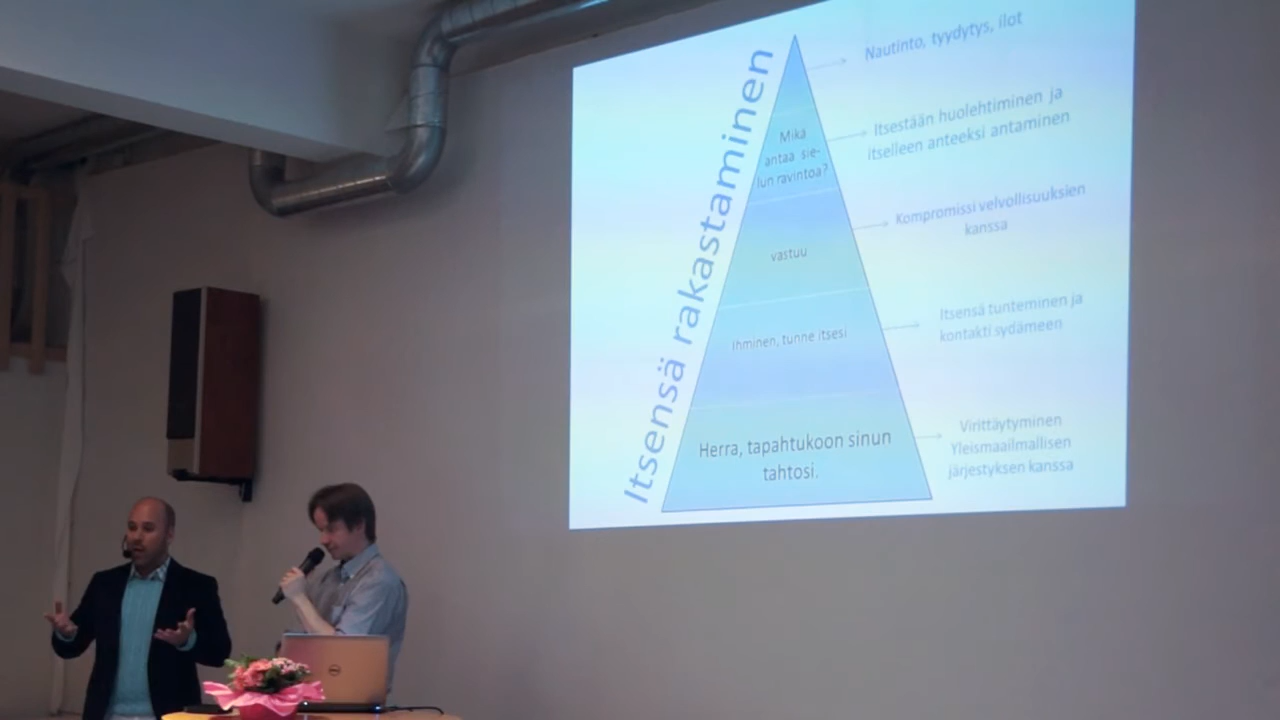 Itsensä rakastaminen
Nautinto, tyydytys, ilot
Mikä
antaa sie-
lun ravintoa?
Itsestään huolehtiminen ja
itselleen anteeksi antaminen
vastuu
Kompromissi velvollisuuksien
kanssa
Ihminen, tunne itsesi
Itsensä tunteminen ja
kontakti sydämeen
Herra, tapahtukoon sinun
tahtosi.
Virittäytyminen
Yleismaailmallisen
järjestyksen kanssa
DELL